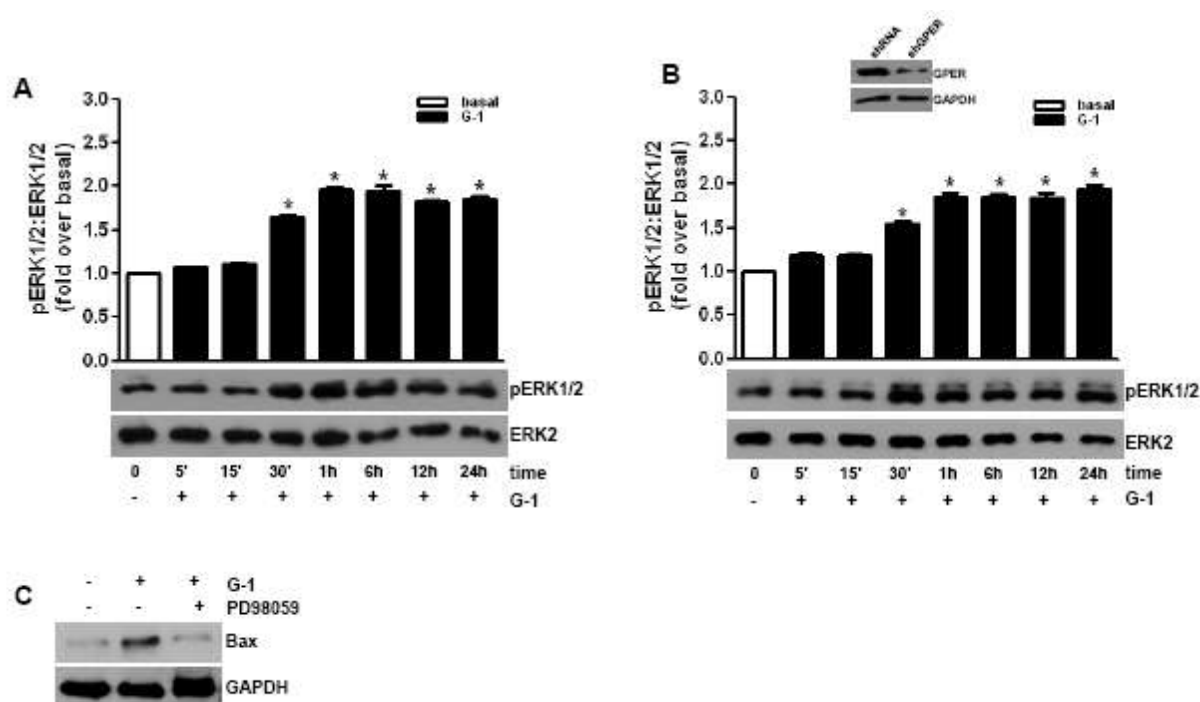 A
3.0
2.5
2.0
1.5
1.0
0.5
0.0
pERK1/2:ERK1/2
(fold over basal)
basal
G-1
*
*
*
*
*
pERK1/2
ERK2
0 5' 15' 30' 1h 6h 12h 24h time
- + + + + + + + G-1
B
shRNA
shGPER
GPER
GAPDH
3.0
2.5
2.0
1.5
1.0
0.5
0.0
pERK1/2:ERK1/2
(fold over basal)
basal
G-1
*
*
*
*
*
pERK1/2
ERK2
0 5' 15' 30' 1h 6h 12h 24h time
- + + + + + + + G-1
C
- + + G-1
- - + PD98059
Bax
GAPDH